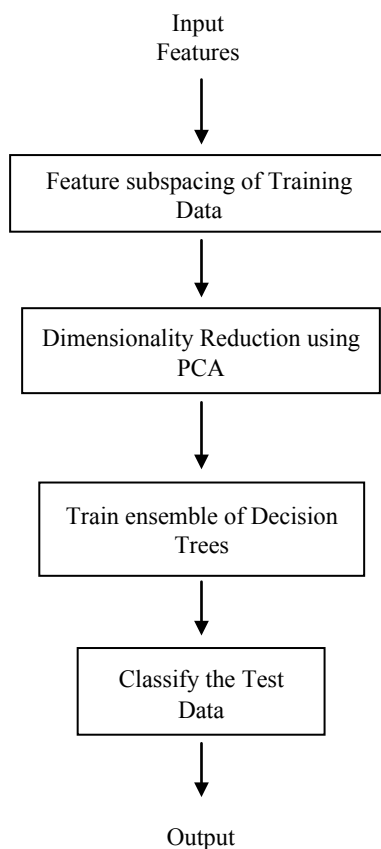 Input
Features
Feature subspacing of Training
Data
Dimensionality Reduction using
PCA
Train ensemble of Decision
Trees
Classify the Test
Data
Output